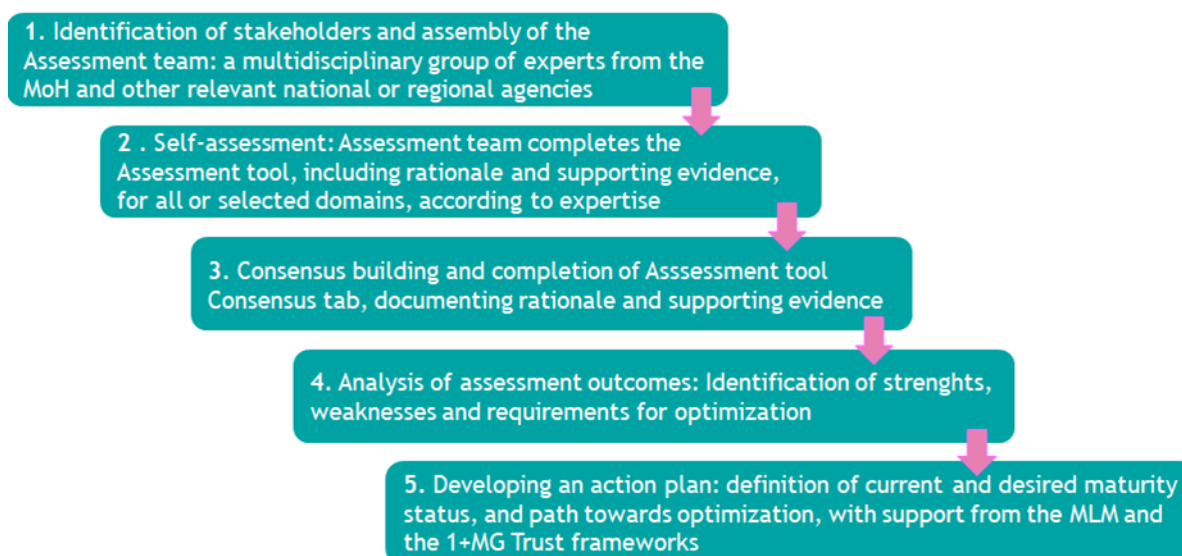 1. Identification of stakeholders and assembly of the
Assessment team: a multidisciplinary group of experts from the
MoH and other relevant national or regional agencies
2 . Self-assessment: Assessment team completes the
Assessment tool, including rationale and supporting evidence,
for all or selected domains, according to expertise
3. Consensus building and completion of Asssessment tool
Consensus tab, documenting rationale and supporting evidence
4. Analysis of assessment outcomes: Identification of strenghts,
weaknesses and requirements for optimization
5. Developing an action plan: definition of current and desired maturity
status, and path towards optimization, with support from the MLM and
the 1+MG Trust frameworks